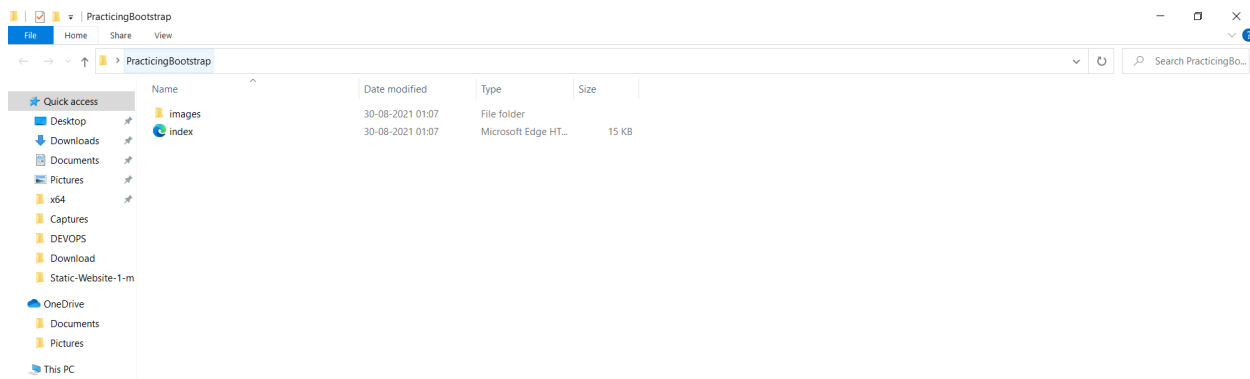 PracticingBootstrap
File Home Share View
PracticingBootstrap
Search PracticingBo...
Name Date modified Type Size
Quick access
Desktop
Downloads
Documents
Pictures
x64
Captures
DEVOPS
Download
Static-Website-1-m
OneDrive
Documents
Pictures
This PC
images 30-08-2021 01:07 File folder
index 30-08-2021 01:07 Microsoft Edge HT... 15 KB